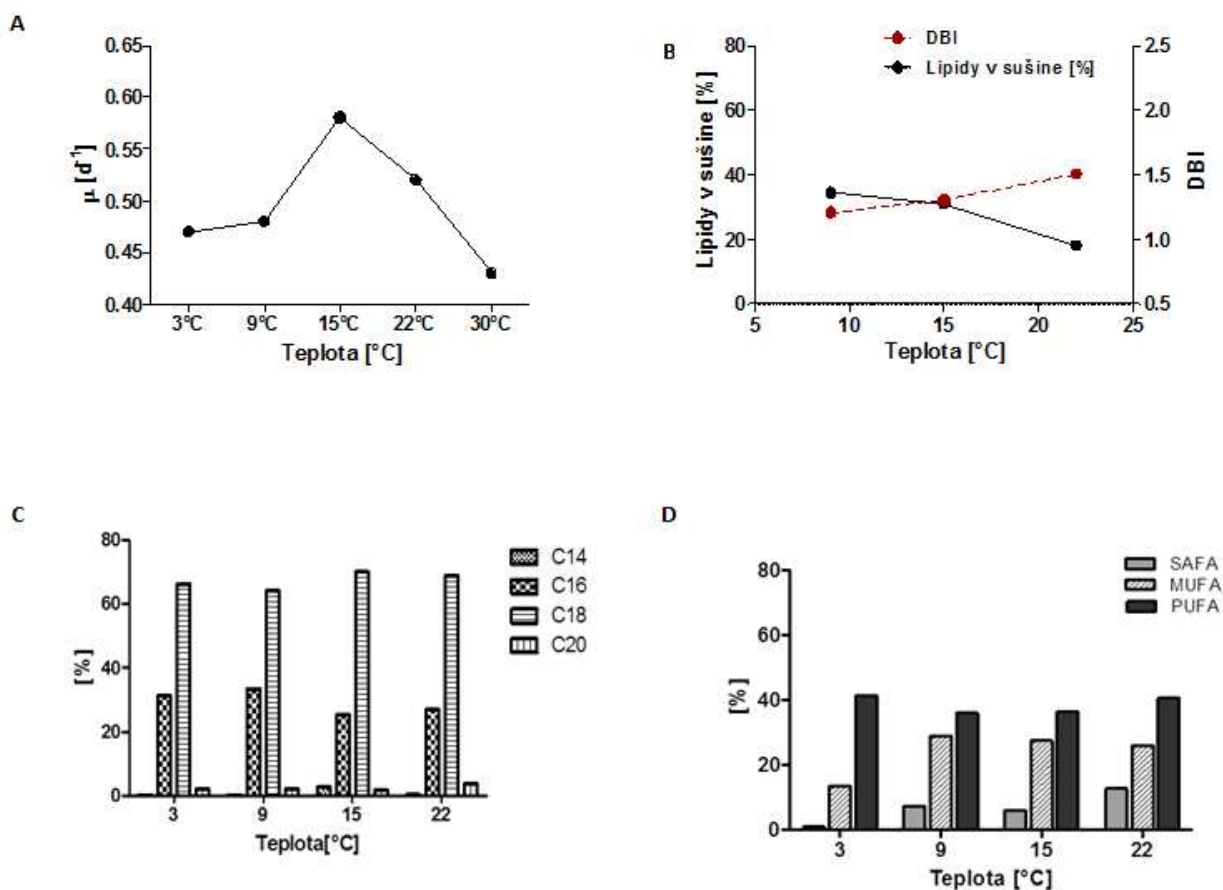 A
0.65
0.60
0.55
0.50
0.45
0.40
µ [d⁻¹]
3°C 9°C 15°C 22°C 30°C
Teplota [°C]
B
DBI
Lipidy v sušine [%]
80
60
40
20
0
Lipidy v sušine [%]
2.5
2.0
1.5
1.0
0.5
DBI
5 10 15 20 25
Teplota [°C]
C
80
60
40
20
0
[%]
3 9 15 22
Teplota[°C]
C14
C16
C18
C20
D
80
60
40
20
0
[%]
3 9 15 22
Teplota [°C]
SAFA
MUFA
PUFA